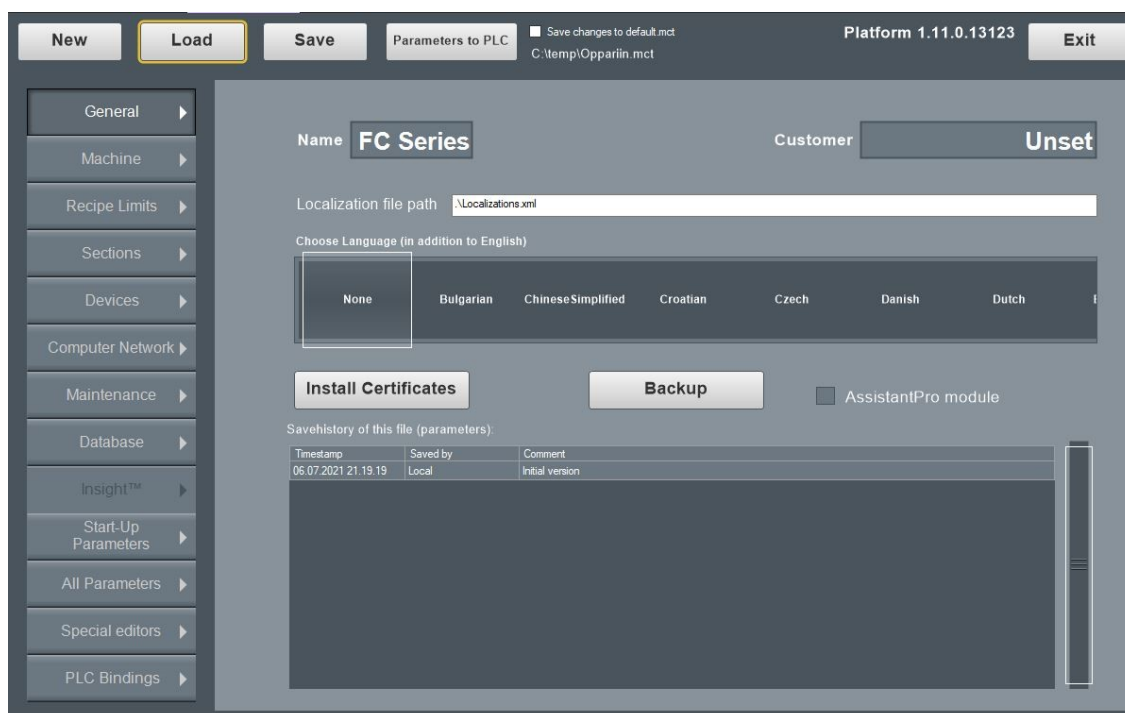 New
Load
Save
Parameters to PLC
Save changes to default.mct
C:\temp\Oppariin.mct
Platform 1.11.0.13123
Exit
General
Machine
Recipe Limits
Sections
Devices
Computer Network
Maintenance
Database
Insight™
Start-Up
Parameters
All Parameters
Special editors
PLC Bindings
Name FC Series
Customer Unset
Localization file path .\Localizations.xml
Choose Language (in addition to English)
None Bulgarian ChineseSimplified Croatian Czech Danish Dutch
Install Certificates
Backup
AssistantPro module
Savehistory of this file (parameters):
Timestamp Saved by Comment
06.07.2021 21.19.19 Local Initial version